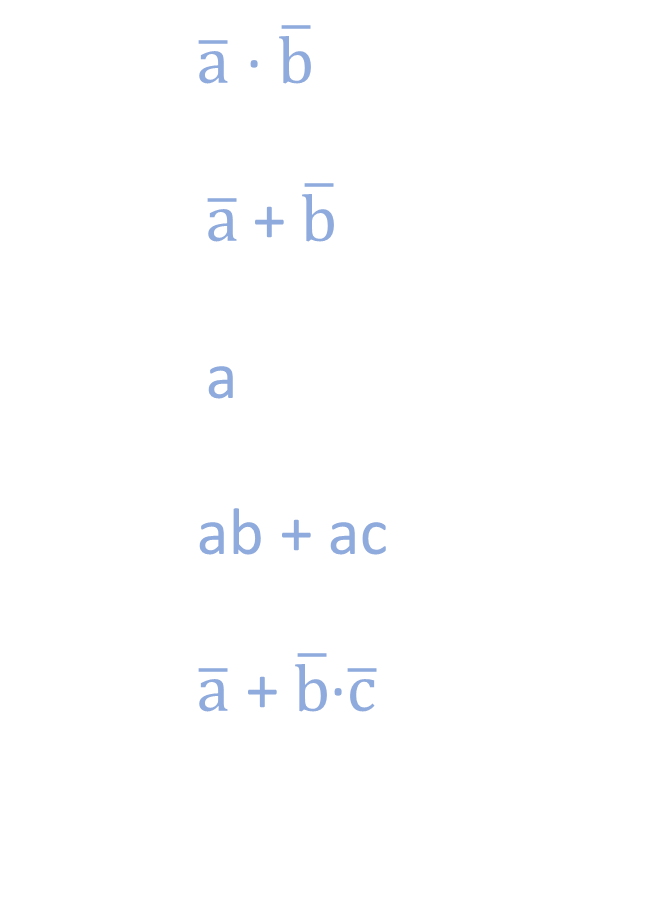 a̅ · b̅
a̅ + b̅
a
ab + ac
a̅ + b̅·c̅